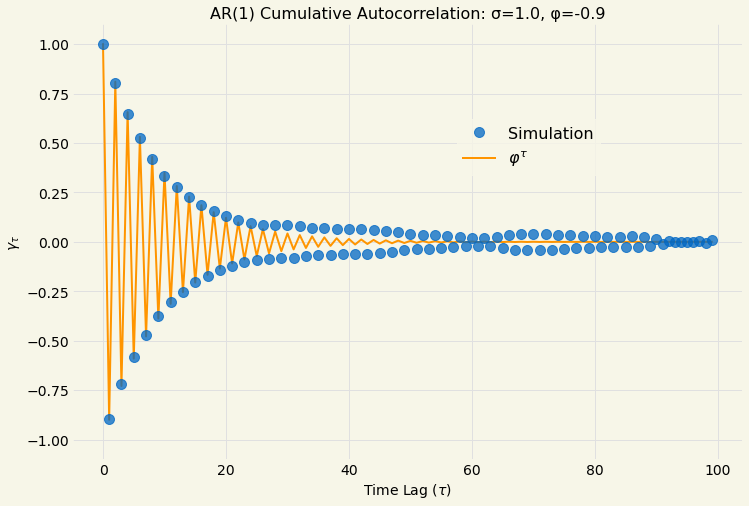 AR(1) Cumulative Autocorrelation: σ=1.0, φ=-0.9
1.00
0.75
0.50
0.25
0.00
−0.25
−0.50
−0.75
−1.00
γτ
Simulation
φ^τ
0 20 40 60 80 100
Time Lag (τ)